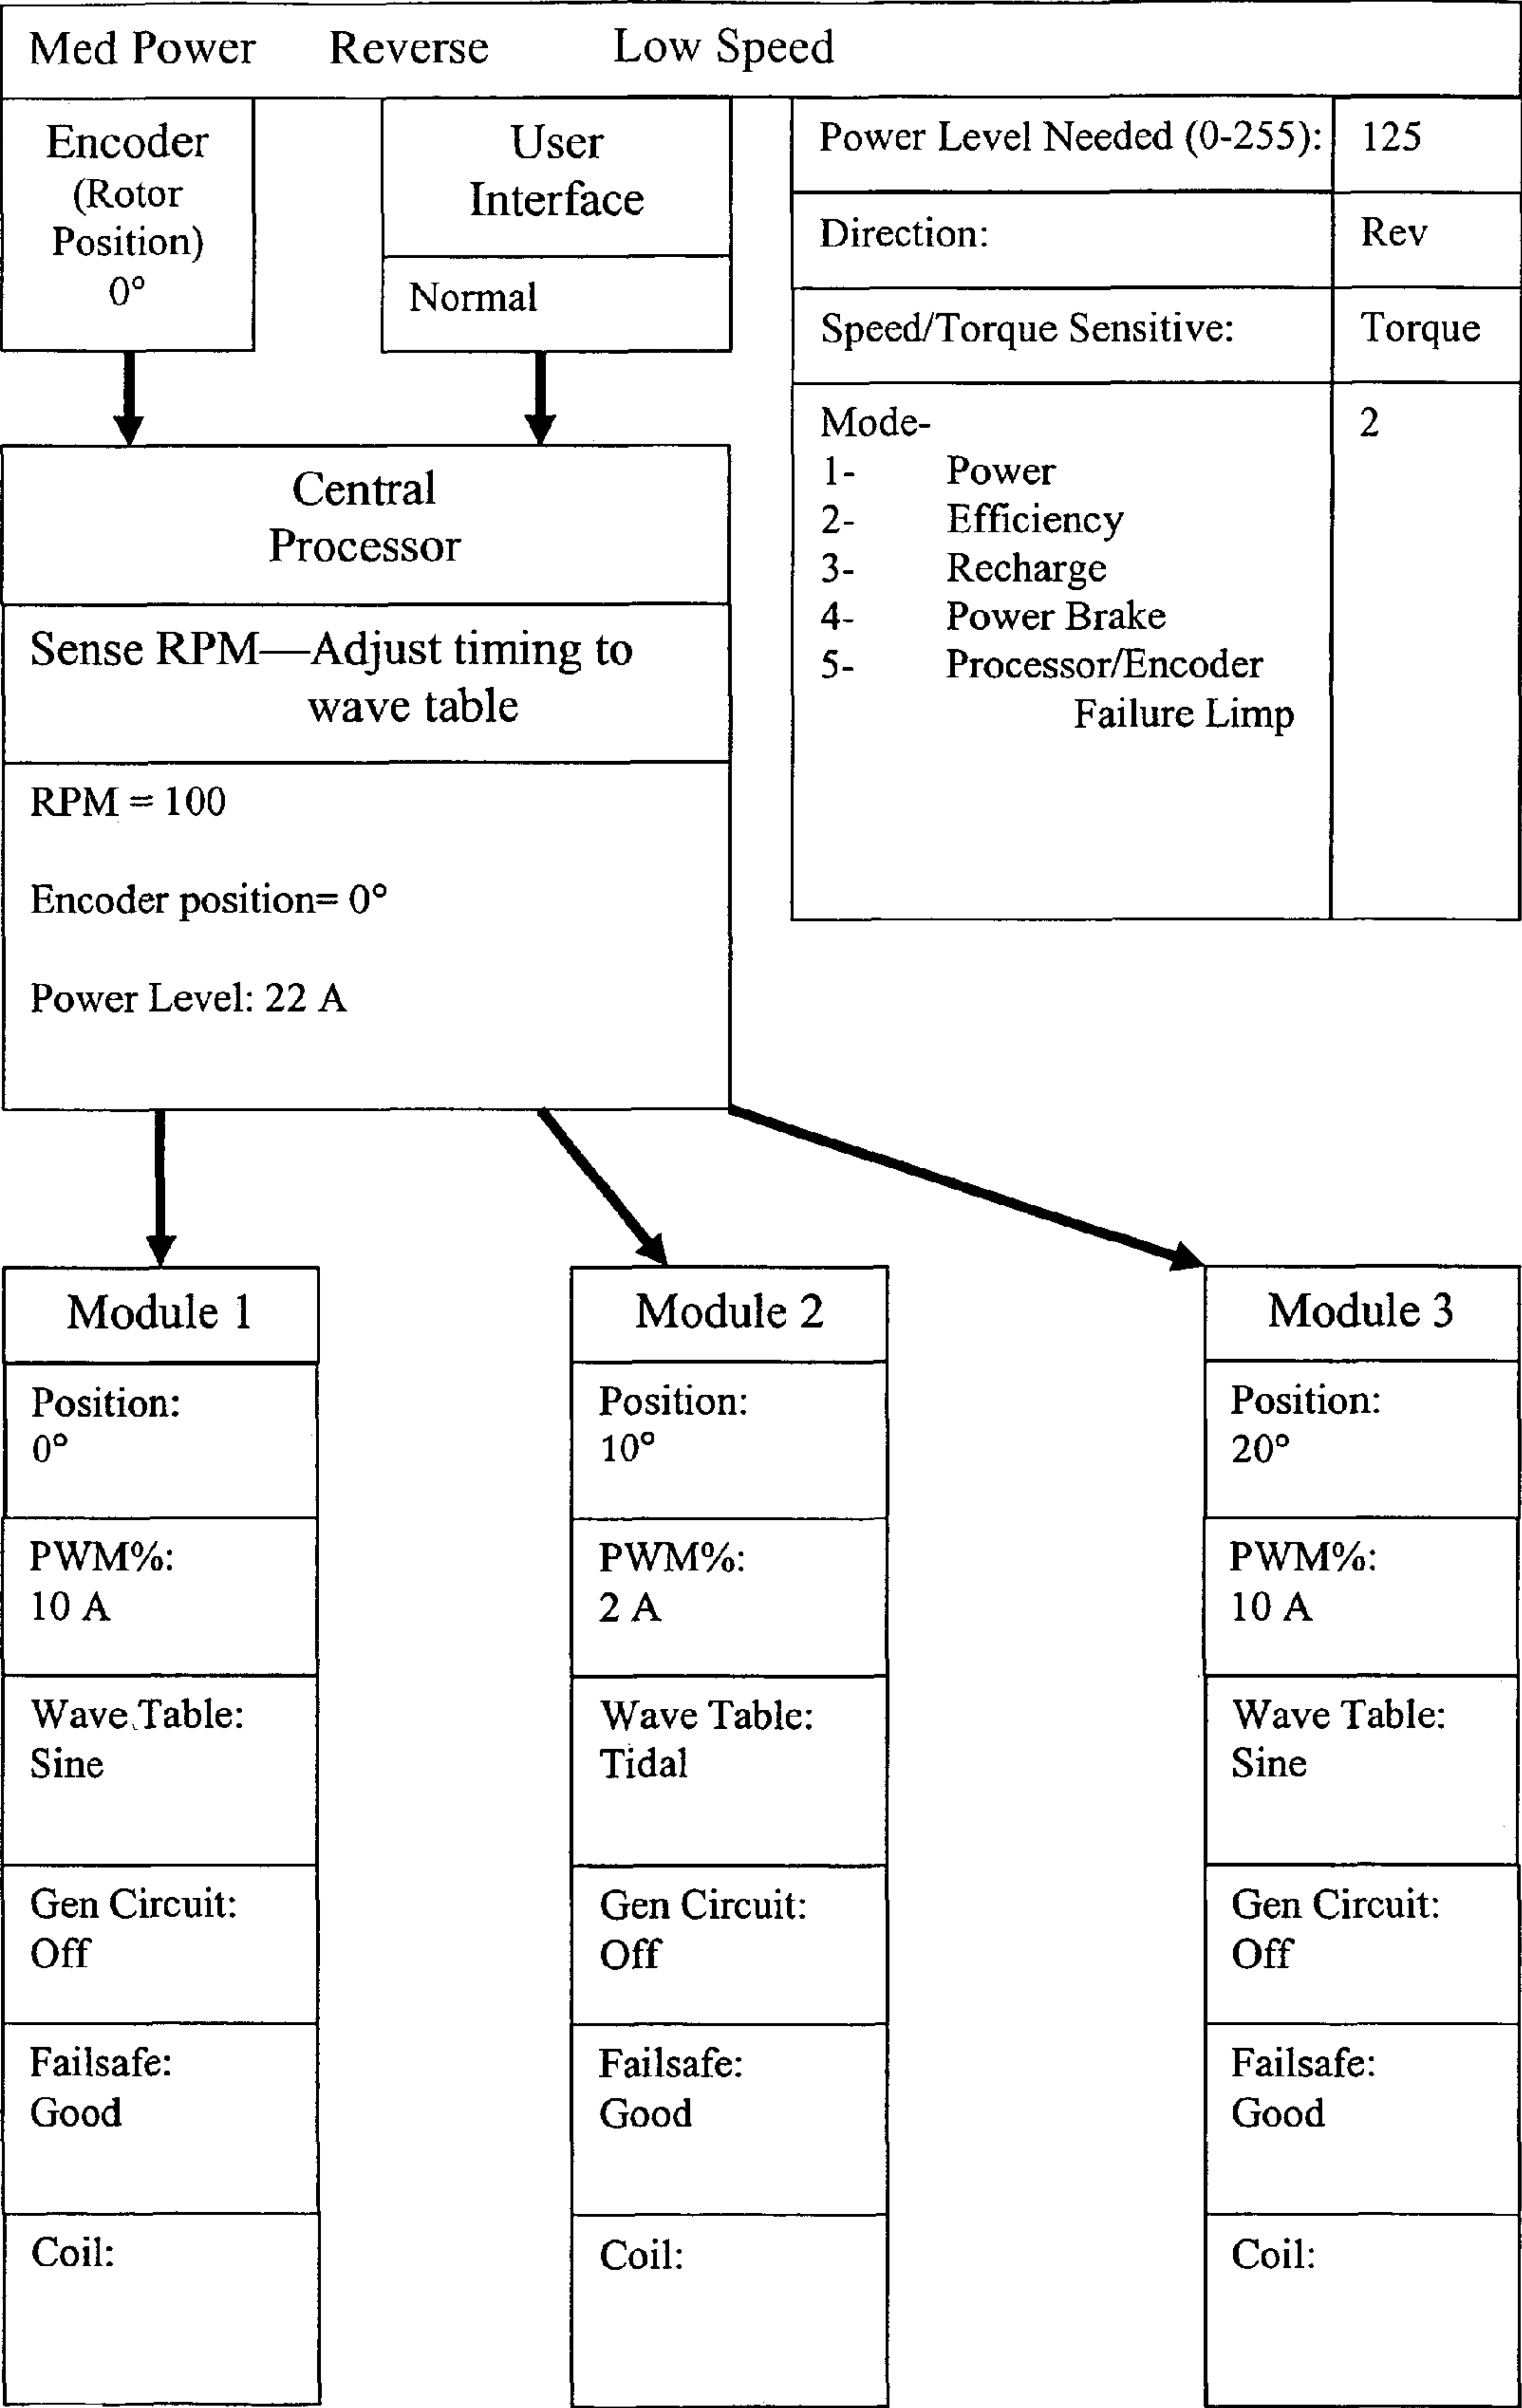 Med Power Reverse Low Speed
Encoder
(Rotor
Position)
0°
User
Interface
Normal
Power Level Needed (0-255): 125
Direction: Rev
Speed/Torque Sensitive: Torque
Mode- 2
1- Power
2- Efficiency
3- Recharge
4- Power Brake
5- Processor/Encoder
Failure Limp
Central
Processor
Sense RPM—Adjust timing to
wave table
RPM = 100
Encoder position= 0°
Power Level: 22 A
Module 1
Position:
0°
PWM%:
10 A
Wave Table:
Sine
Gen Circuit:
Off
Failsafe:
Good
Coil:
Module 2
Position:
10°
PWM%:
2 A
Wave Table:
Tidal
Gen Circuit:
Off
Failsafe:
Good
Coil:
Module 3
Position:
20°
PWM%:
10 A
Wave Table:
Sine
Gen Circuit:
Off
Failsafe:
Good
Coil: